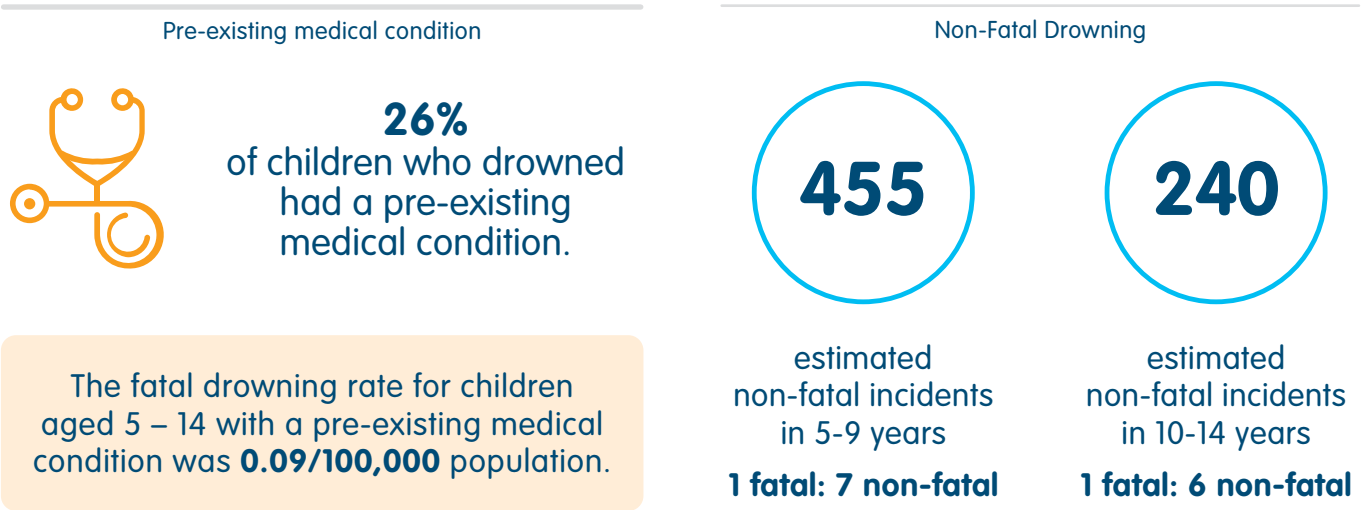 Pre-existing medical condition
26%
of children who drowned
had a pre-existing
medical condition.
The fatal drowning rate for children
aged 5 – 14 with a pre-existing medical
condition was 0.09/100,000 population.
Non-Fatal Drowning
455
estimated
non-fatal incidents
in 5-9 years
1 fatal: 7 non-fatal
240
estimated
non-fatal incidents
in 10-14 years
1 fatal: 6 non-fatal